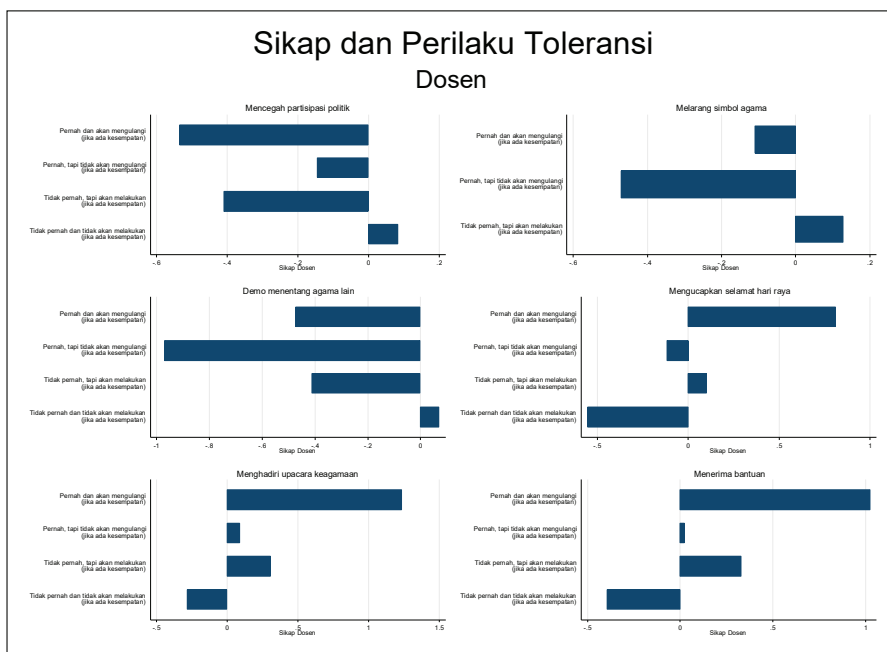 Sikap dan Perilaku Toleransi
Dosen
Mencegah partisipasi politik
Pernah dan akan mengulangi
(jika ada kesempatan)
Pernah, tapi tidak akan mengulangi
(jika ada kesempatan)
Tidak pernah, tapi akan melakukan
(jika ada kesempatan)
Tidak pernah dan tidak akan melakukan
(jika ada kesempatan)
-.6 -.4 -.2 0 .2
Sikap Dosen
Melarang simbol agama
Pernah dan akan mengulangi
(jika ada kesempatan)
Pernah, tapi tidak akan mengulangi
(jika ada kesempatan)
Tidak pernah, tapi akan melakukan
(jika ada kesempatan)
-.6 -.4 -.2 0 .2
Sikap Dosen
Demo menentang agama lain
Pernah dan akan mengulangi
(jika ada kesempatan)
Pernah, tapi tidak akan mengulangi
(jika ada kesempatan)
Tidak pernah, tapi akan melakukan
(jika ada kesempatan)
Tidak pernah dan tidak akan melakukan
(jika ada kesempatan)
-1 -.8 -.6 -.4 -.2 0
Sikap Dosen
Mengucapkan selamat hari raya
Pernah dan akan mengulangi
(jika ada kesempatan)
Pernah, tapi tidak akan mengulangi
(jika ada kesempatan)
Tidak pernah, tapi akan melakukan
(jika ada kesempatan)
Tidak pernah dan tidak akan melakukan
(jika ada kesempatan)
-.5 0 .5 1
Sikap Dosen
Menghadiri upacara keagamaan
Pernah dan akan mengulangi
(jika ada kesempatan)
Pernah, tapi tidak akan mengulangi
(jika ada kesempatan)
Tidak pernah, tapi akan melakukan
(jika ada kesempatan)
Tidak pernah dan tidak akan melakukan
(jika ada kesempatan)
-.5 0 .5 1 1.5
Sikap Dosen
Menerima bantuan
Pernah dan akan mengulangi
(jika ada kesempatan)
Pernah, tapi tidak akan mengulangi
(jika ada kesempatan)
Tidak pernah, tapi akan melakukan
(jika ada kesempatan)
Tidak pernah dan tidak akan melakukan
(jika ada kesempatan)
-.5 0 .5 1
Sikap Dosen